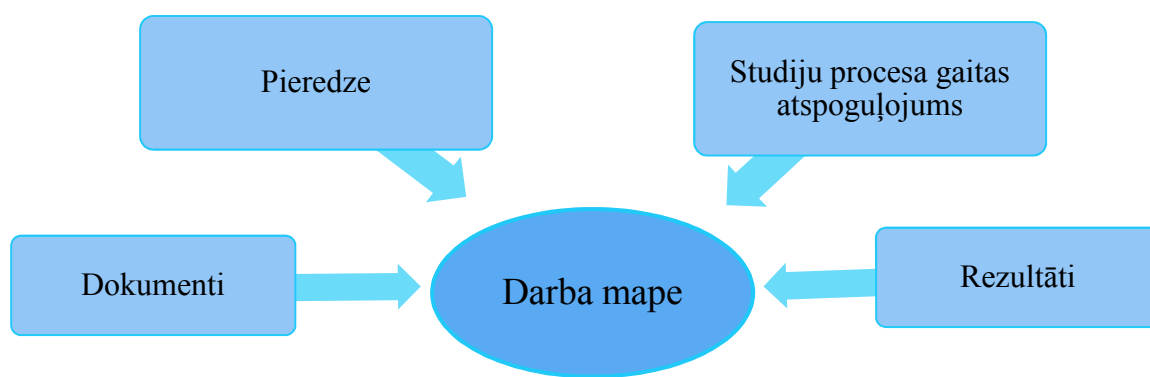 Pieredze
Studiju procesa gaitas
atspoguļojums
Dokumenti
Darba mape
Rezultāti